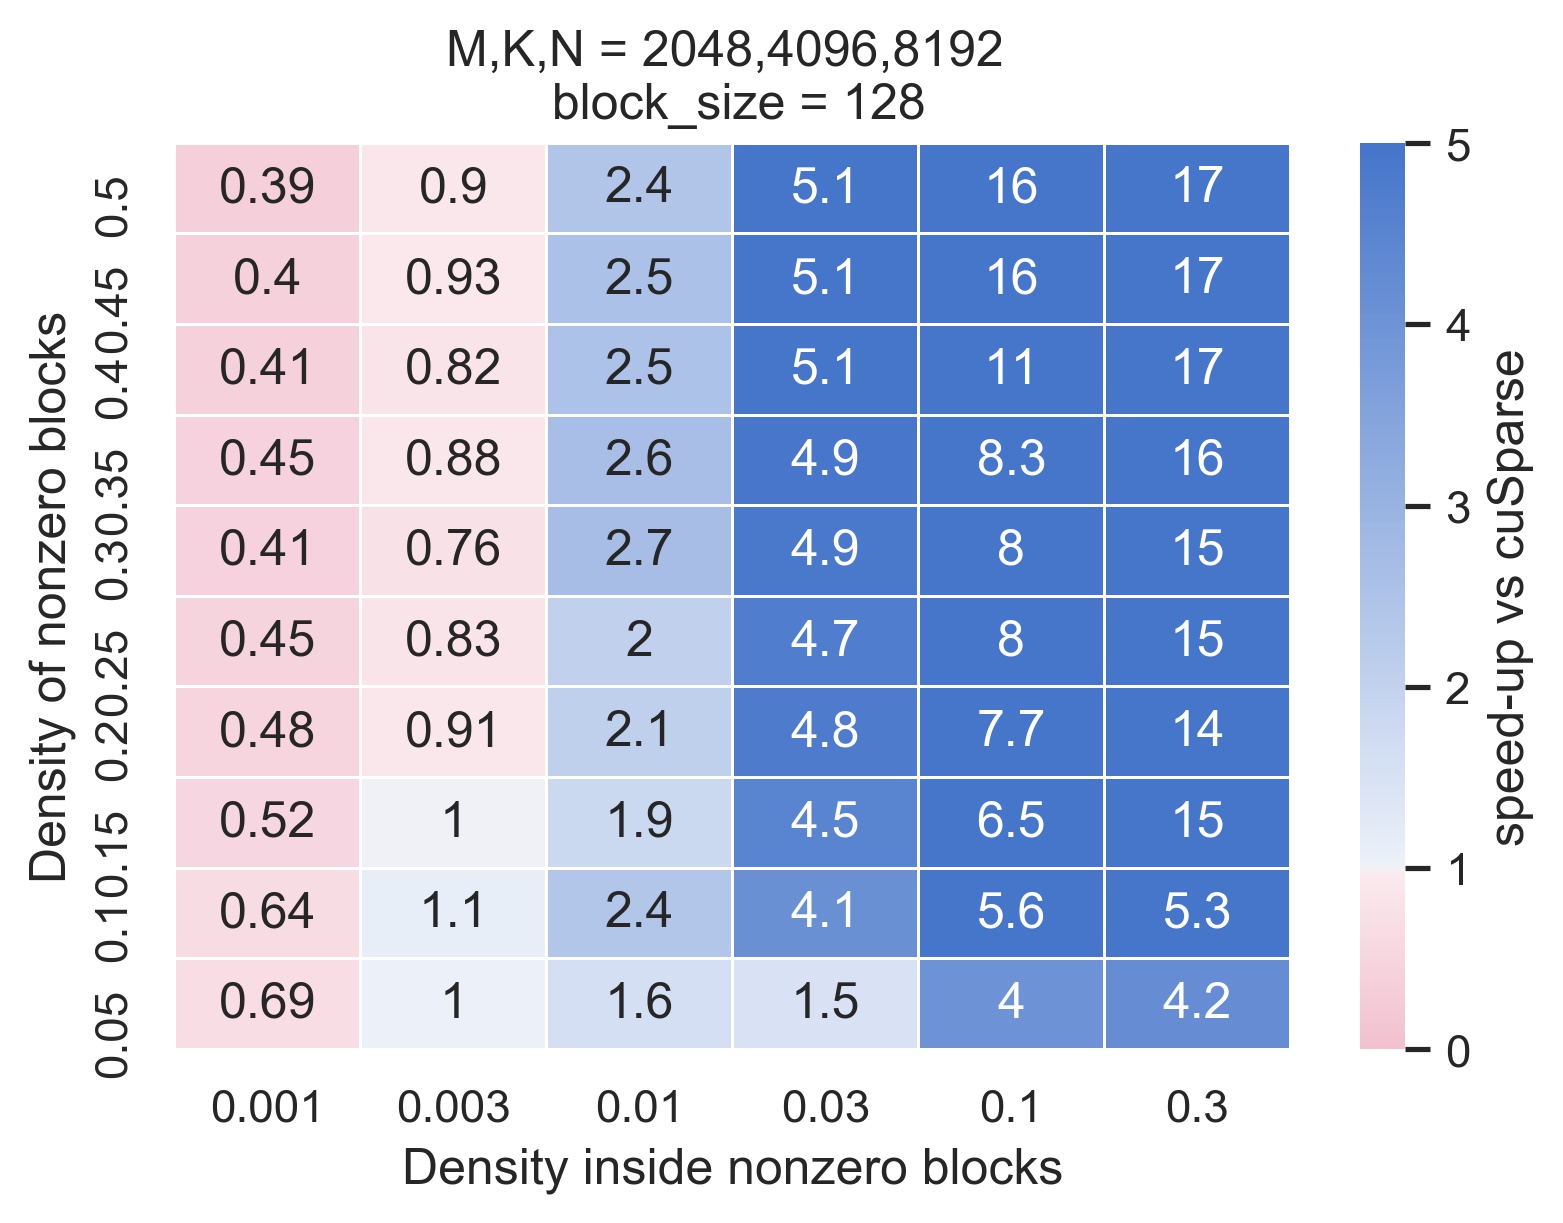 M,K,N = 2048,4096,8192
block_size = 128
Density of nonzero blocks
0.5 0.39 0.9 2.4 5.1 16 17
0.45 0.4 0.93 2.5 5.1 16 17
0.4 0.41 0.82 2.5 5.1 11 17
0.35 0.45 0.88 2.6 4.9 8.3 16
0.3 0.41 0.76 2.7 4.9 8 15
0.25 0.45 0.83 2 4.7 8 15
0.2 0.48 0.91 2.1 4.8 7.7 14
0.15 0.52 1 1.9 4.5 6.5 15
0.1 0.64 1.1 2.4 4.1 5.6 5.3
0.05 0.69 1 1.6 1.5 4 4.2
0.001 0.003 0.01 0.03 0.1 0.3
Density inside nonzero blocks
5
4
3
2
1
0
speed-up vs cuSparse